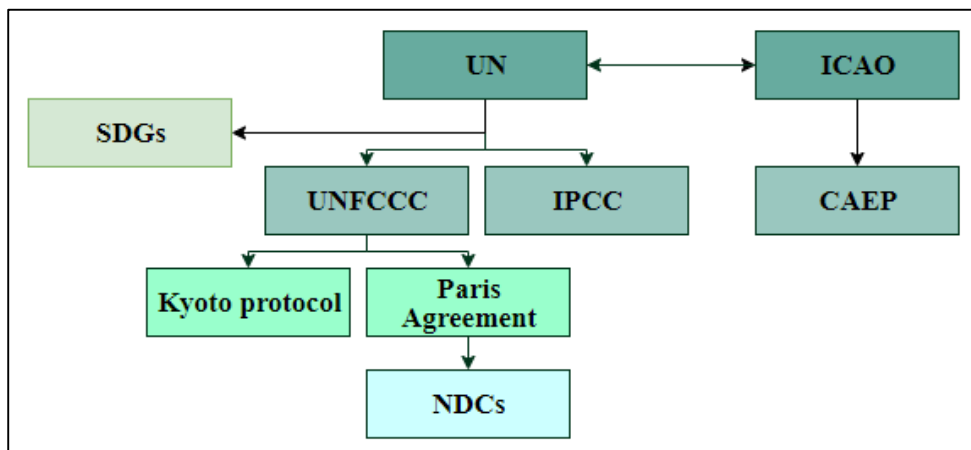 UN
ICAO
SDGs
UNFCCC
IPCC
CAEP
Kyoto protocol
Paris
Agreement
NDCs